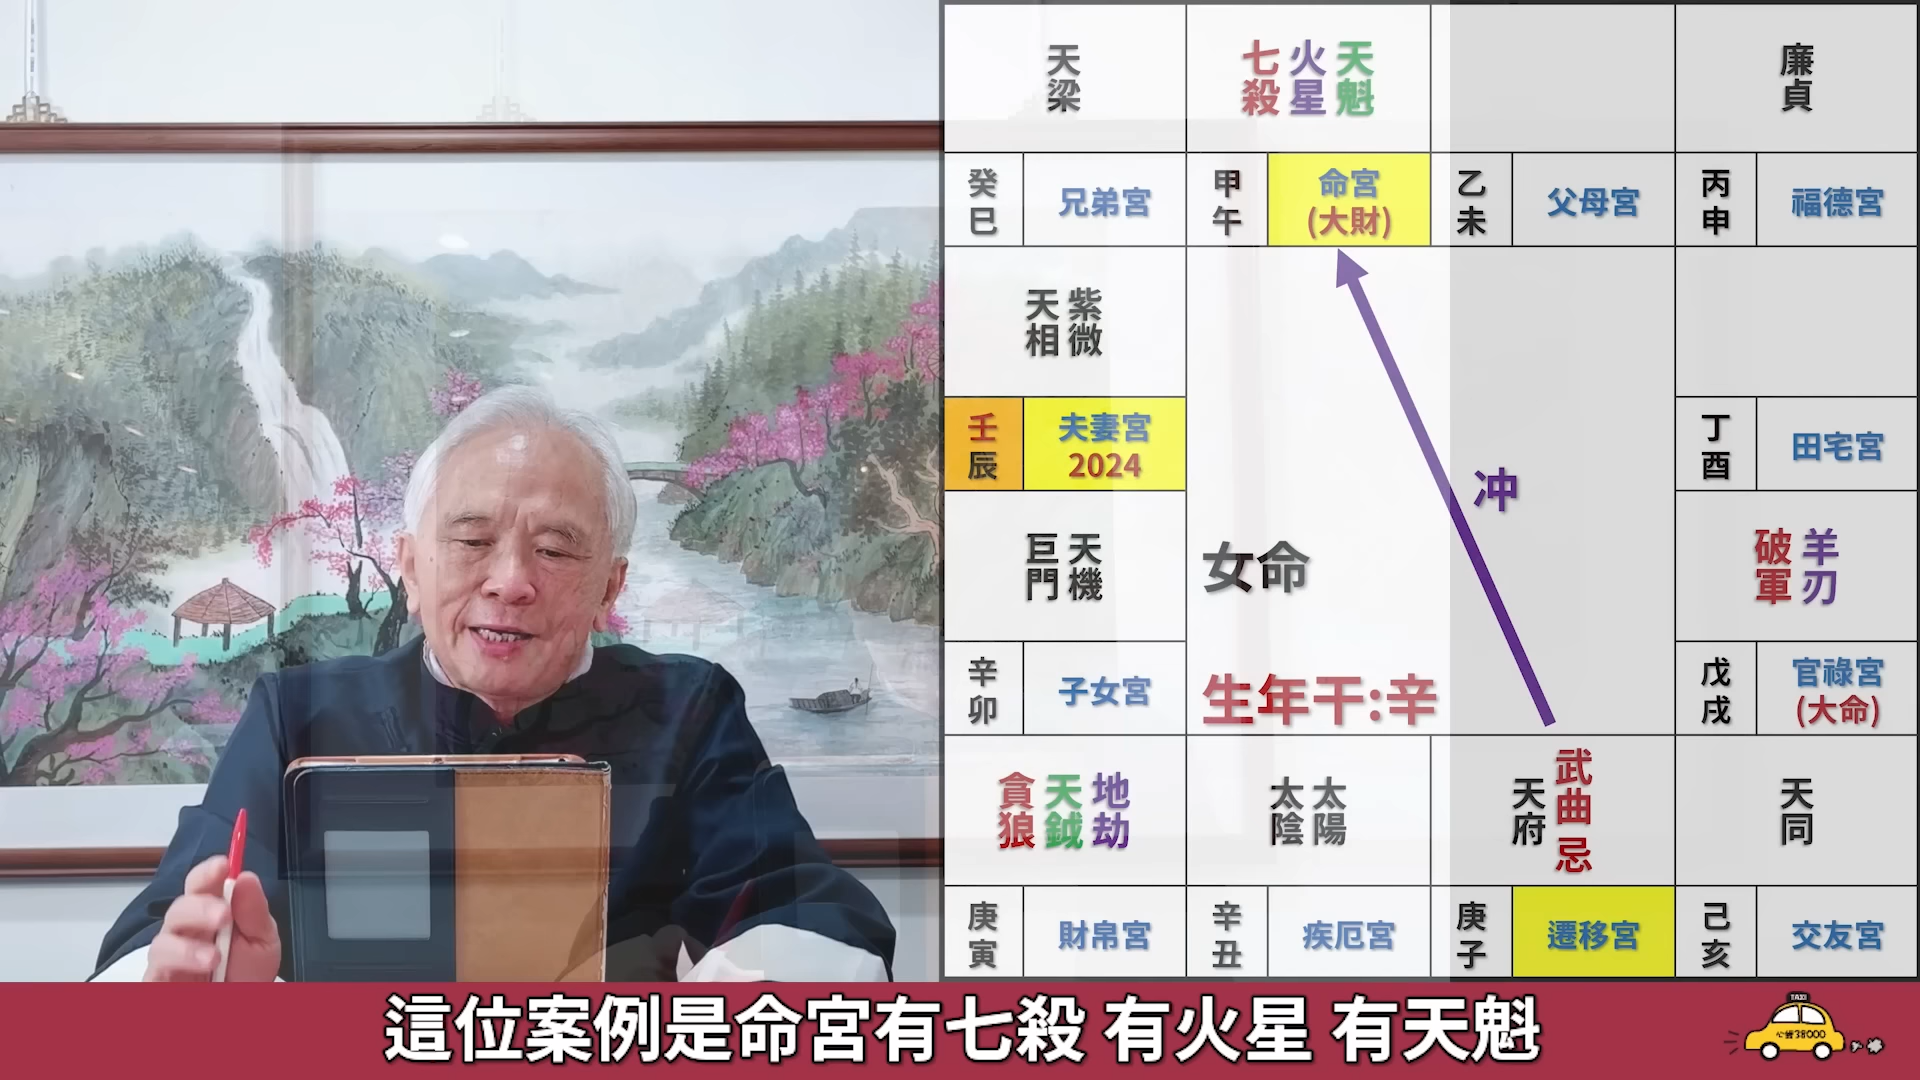 天梁
七殺 火星 天魁
廉貞
癸巳 兄弟宮
甲午 命宮
(大財)
乙未 父母宮
丙申 福德宮
天相 紫微
壬辰 夫妻宮
2024
丁酉 田宅宮
冲
巨門 天機
女命
破軍 羊刃
辛卯 子女宮
生年干:辛
戊戌 官祿宮
(大命)
貪狼 天鉞 地劫
太陰 太陽
天府 武曲忌
天同
庚寅 財帛宮
辛丑 疾厄宮
庚子 遷移宮
己亥 交友宮
這位案例是命宮有七殺 有火星 有天魁
TAXI